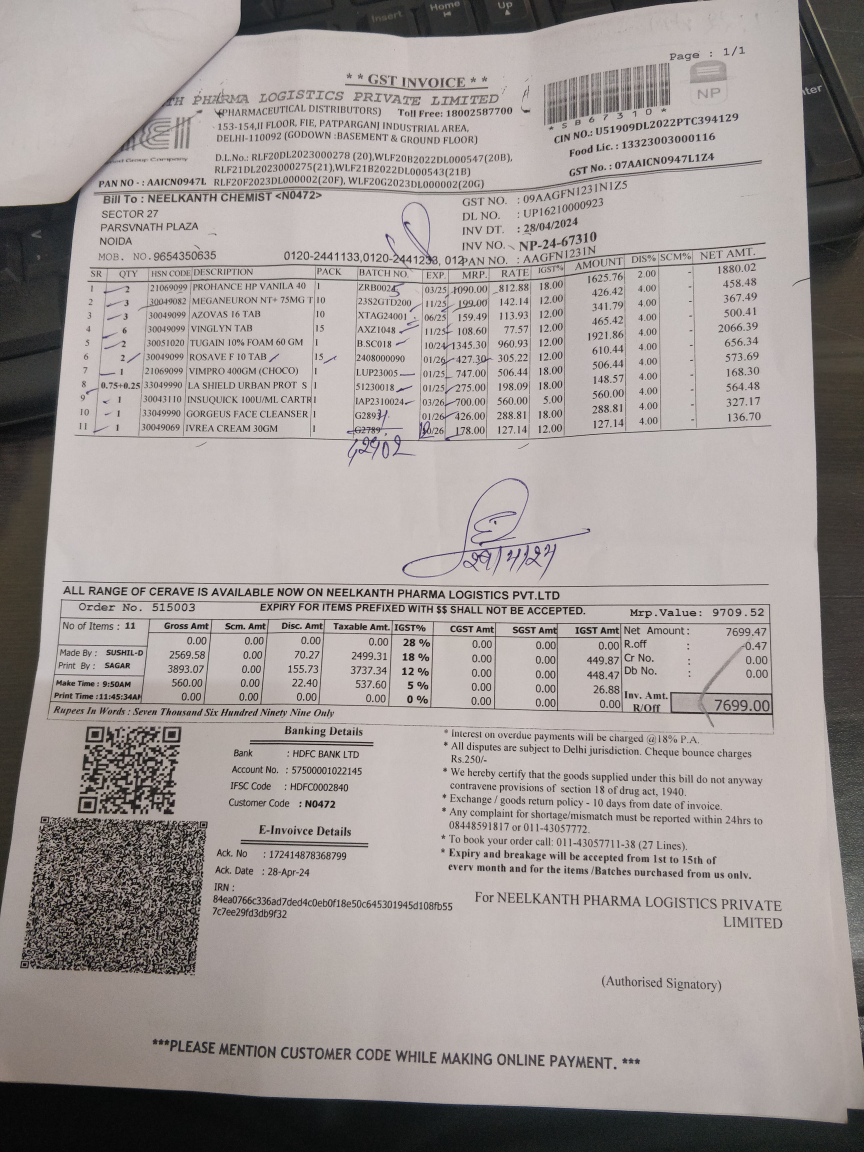 Insert
Home
Up
Page : 1/1
* * GST INVOICE * *
TH PHARMA LOGISTICS PRIVATE LIMITED
(PHARMACEUTICAL DISTRIBUTORS) Toll Free: 18002587700
153-154,II FLOOR, FIE, PATPARGANJ INDUSTRIAL AREA,
DELHI-110092 (GODOWN :BASEMENT & GROUND FLOOR)
D.L.No.: RLF20DL2023000278 (20),WLF20B2022DL000547(20B),
RLF21DL2023000275(21),WLF21B2022DL000543(21B)
PAN NO - : AAICN0947L RLF20F2023DL000002(20F), WLF20G2023DL000002(20G)
* S B 6 7 3 1 0 *
NP
CIN NO.: U51909DL2022PTC394129
Food Lic. : 13323003000116
GST No. : 07AAICN0947L1Z4
Bill To : NEELKANTH CHEMIST <N0472>
SECTOR 27
PARSVNATH PLAZA
NOIDA
MOB. NO. 9654350635 0120-2441133,0120-2441233, 012
GST NO. : 09AAGFN1231N1Z5
DL NO. : UP16210000923
INV DT. : 28/04/2024
INV NO. NP-24-67310
PAN NO. : AAGFN1231N
SR QTY HSN CODE DESCRIPTION PACK BATCH NO. EXP. MRP. RATE IGST% AMOUNT DIS% SCM% NET AMT.
1 2 21069099 PROHANCE HP VANILA 40 1 ZRB0025 03/25 1090.00 812.88 18.00 1625.76 2.00 - 1880.02
2 3 30049082 MEGANEURON NT+ 75MG T 10 23S2GTD200 11/25 199.00 142.14 12.00 426.42 4.00 - 458.48
3 3 30049099 AZOVAS 16 TAB 10 XTAG24001 06/25 159.49 113.93 12.00 341.79 4.00 - 367.49
4 6 30049099 VINGLYN TAB 15 AXZ1048 11/25 108.60 77.57 12.00 465.42 4.00 - 500.41
5 2 30051020 TUGAIN 10% FOAM 60 GM 1 B.SC018 10/24 1345.30 960.93 12.00 1921.86 4.00 - 2066.39
6 2 30049099 ROSAVE F 10 TAB 15 2408000090 01/26 427.30 305.22 12.00 610.44 4.00 - 656.34
7 1 21069099 VIMPRO 400GM (CHOCO) 1 LUP23005 01/25 747.00 506.44 18.00 506.44 4.00 - 573.69
8 0.75+0.25 33049990 LA SHIELD URBAN PROT S 1 51230018 01/25 275.00 198.09 18.00 148.57 4.00 - 168.30
9 1 30043110 INSUQUICK 100U/ML CARTR 1 IAP2310024 03/26 700.00 560.00 5.00 560.00 4.00 - 564.48
10 1 33049990 GORGEUS FACE CLEANSER 1 G2893 01/26 426.00 288.81 18.00 288.81 4.00 - 327.17
11 1 30049069 IVREA CREAM 30GM 1 G2789 /26 178.00 127.14 12.00 127.14 4.00 - 136.70
42902
29/4/24
ALL RANGE OF CERAVE IS AVAILABLE NOW ON NEELKANTH PHARMA LOGISTICS PVT.LTD
Order No. 515003 EXPIRY FOR ITEMS PREFIXED WITH $$ SHALL NOT BE ACCEPTED. Mrp.Value: 9709.52
No of Items : 11 Gross Amt Scm. Amt Disc. Amt Taxable Amt. IGST% CGST Amt SGST Amt IGST Amt
0.00 0.00 0.00 0.00 28 % 0.00 0.00 0.00
Made By : SUSHIL-D 2569.58 0.00 70.27 2499.31 18 % 0.00 0.00 449.87
Print By : SAGAR 3893.07 0.00 155.73 3737.34 12 % 0.00 0.00 448.47
Make Time : 9:50AM 560.00 0.00 22.40 537.60 5 % 0.00 0.00 26.88
Print Time :11:45:34AM 0.00 0.00 0.00 0.00 0 % 0.00 0.00 0.00
Net Amount : 7699.47
R.off : -0.47
Cr No. : 0.00
Db No. : 0.00
Inv. Amt. R/Off 7699.00
Rupees In Words : Seven Thousand Six Hundred Ninety Nine Only
Banking Details
Bank : HDFC BANK LTD
Account No. : 57500001022145
IFSC Code : HDFC0002840
Customer Code : N0472
E-Invoivce Details
Ack. No : 172414878368799
Ack. Date : 28-Apr-24
IRN :
84ea0766c336ad7ded4c0eb0f18e50c645301945d108fb55
7c7ee29fd3db9f32
* Interest on overdue payments will be charged @18% P.A.
* All disputes are subject to Delhi jurisdiction. Cheque bounce charges
Rs.250/-
* We hereby certify that the goods supplied under this bill do not anyway
contravene provisions of section 18 of drug act, 1940.
* Exchange / goods return policy - 10 days from date of invoice.
* Any complaint for shortage/mismatch must be reported within 24hrs to
08448591817 or 011-43057772.
* To book your order call: 011-43057711-38 (27 Lines).
* Expiry and breakage will be accepted from 1st to 15th of
every month and for the items /Batches purchased from us only.
For NEELKANTH PHARMA LOGISTICS PRIVATE
LIMITED
(Authorised Signatory)
***PLEASE MENTION CUSTOMER CODE WHILE MAKING ONLINE PAYMENT. ***